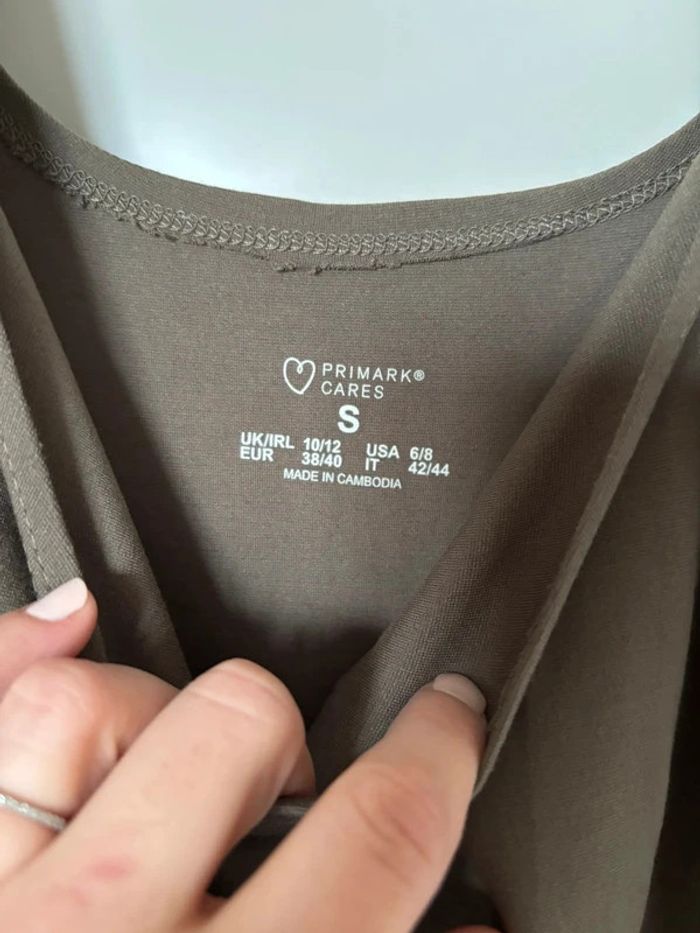 PRIMARK®
CARES
S
UK/IRL 10/12 USA 6/8
EUR 38/40 IT 42/44
MADE IN CAMBODIA